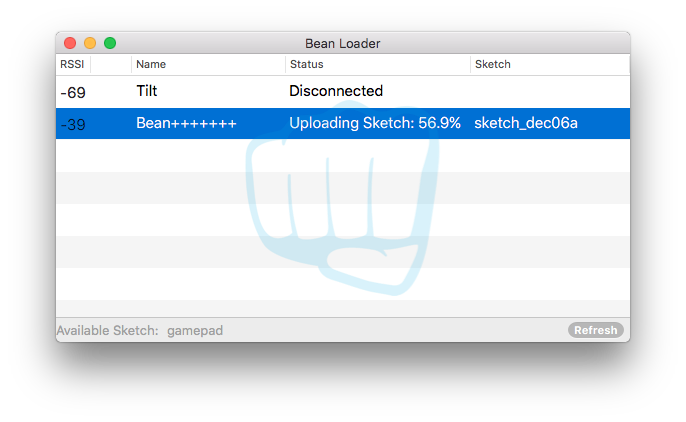 Bean Loader
RSSI Name Status Sketch
-69 Tilt Disconnected
-39 Bean+++++++ Uploading Sketch: 56.9% sketch_dec06a
Available Sketch: gamepad Refresh